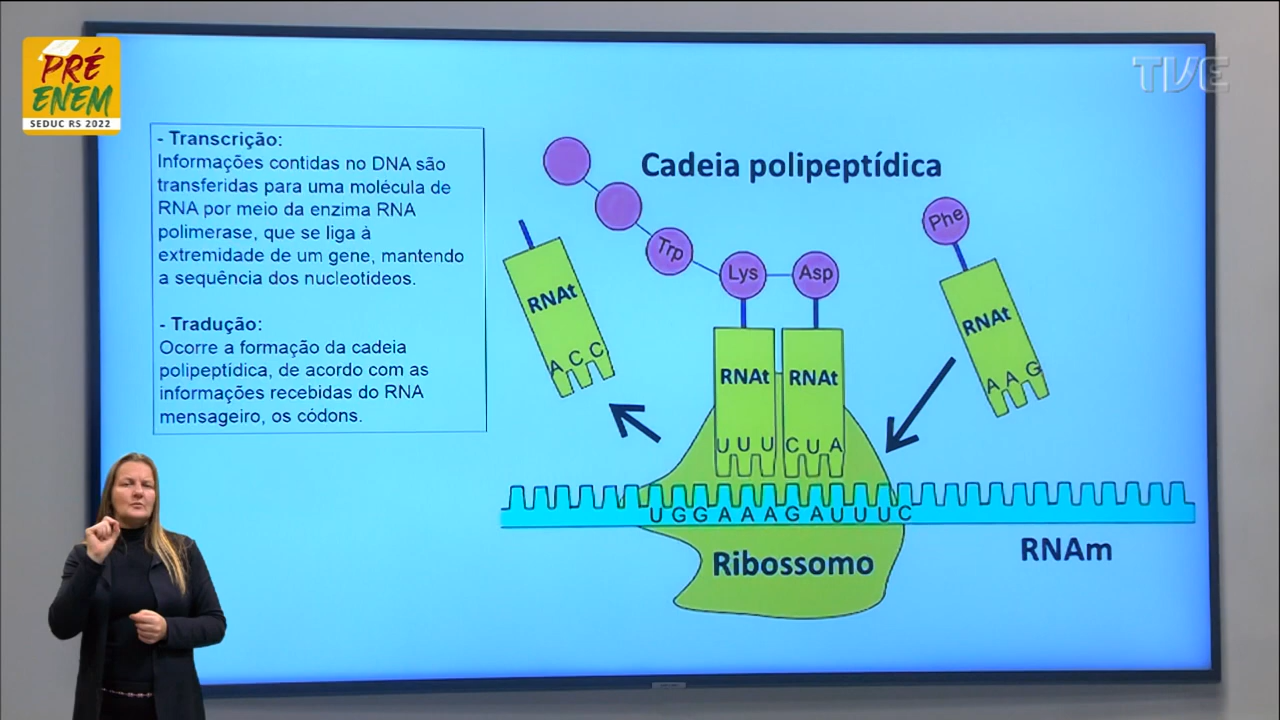 PRÉ
ENEM
SEDUC RS 2022
TVE
- Transcrição:
Informações contidas no DNA são
transferidas para uma molécula de
RNA por meio da enzima RNA
polimerase, que se liga à
extremidade de um gene, mantendo
a sequência dos nucleotideos.
- Tradução:
Ocorre a formação da cadeia
polipeptídica, de acordo com as
informações recebidas do RNA
mensageiro, os códons.
Cadeia polipeptídica
Phe
Trp
Lys
Asp
RNAt
RNAt
RNAt
RNAt
ACC
AAG
UUU
CUA
UGGAAAGAUUUC
Ribossomo
RNAm